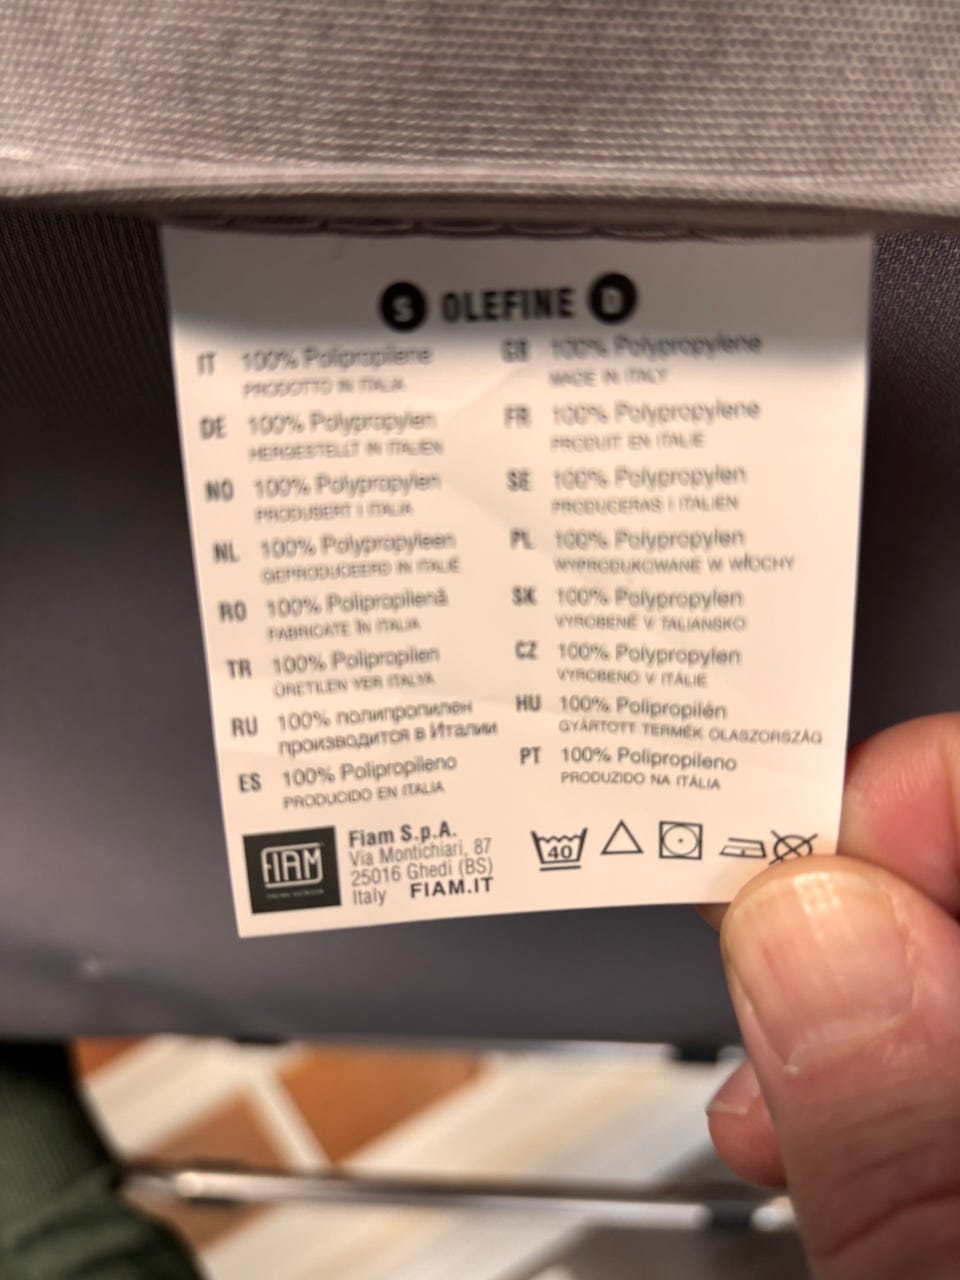 S OLEFINE D
IT 100% Polipropilene
PRODOTTO IN ITALIA
DE 100% Polypropylen
HERGESTELLT IN ITALIEN
NO 100% Polypropylen
PRODUSERT I ITALIA
NL 100% Polypropyleen
GEPRODUCEERD IN ITALIË
RO 100% Polipropilenă
FABRICATE ÎN ITALIA
TR 100% Polipropilen
ÜRETILEN YER ITALYA
RU 100% полипропилен
производится в Италии
ES 100% Polipropileno
PRODUCIDO EN ITALIA
GB 100% Polypropylene
MADE IN ITALY
FR 100% Polypropylene
PRODUIT EN ITALIE
SE 100% Polypropylen
PRODUCERAS I ITALIEN
PL 100% Polypropylen
WYPRODUKOWANE W WŁOCHY
SK 100% Polypropylen
VYROBENÉ V TALIANSKO
CZ 100% Polypropylen
VYROBENO V ITÁLIE
HU 100% Polipropilén
GYÁRTOTT TERMÉK OLASZORSZÁG
PT 100% Polipropileno
PRODUZIDO NA ITÁLIA
FIAM
Fiam S.p.A.
Via Montichiari, 87
25016 Ghedi (BS)
Italy FIAM.IT
40